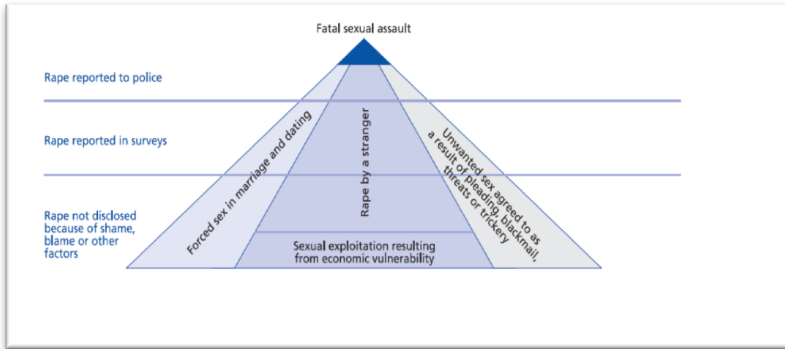 Fatal sexual assault
Rape reported to police
Rape reported in surveys
Rape not disclosed
because of shame,
blame or other
factors
Forced sex in marriage and dating
Rape by a stranger
Unwanted sex agreed to as
a result of pleading, blackmail,
threats or trickery
Sexual exploitation resulting
from economic vulnerability